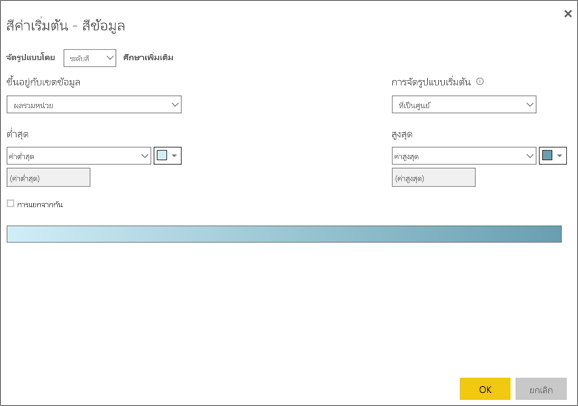 สีค่าเริ่มต้น - สีข้อมูล
จัดรูปแบบโดย ระดับสี ศึกษาเพิ่มเติม
ขึ้นอยู่กับเขตข้อมูล การจัดรูปแบบเริ่มต้น
ผลรวมหน่วย ที่เป็นศูนย์
ต่ำสุด สูงสุด
ค่าต่ำสุด ค่าสูงสุด
(ค่าต่ำสุด) (ค่าสูงสุด)
การแยกจากกัน
OK ยกเลิก